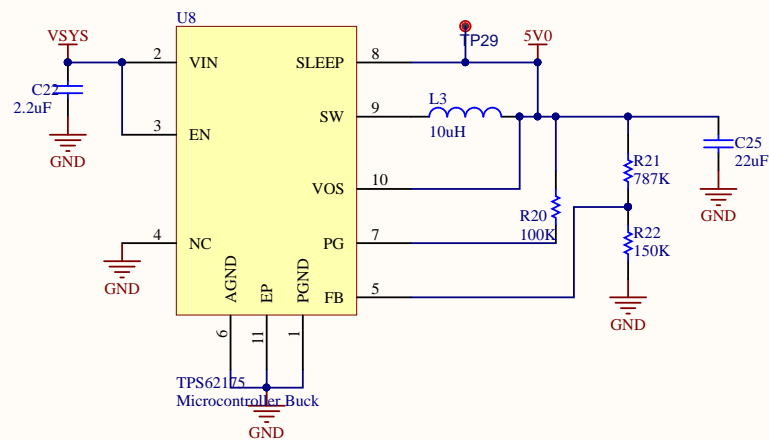 U8
VSYS
TP29
5V0
2
VIN
SLEEP
8
C22
2.2uF
L3
SW
9
10uH
3
EN
GND
C25
22uF
R21
787K
VOS
10
R20
100K
GND
R22
150K
4
NC
PG
7
GND
AGND
EP
PGND
FB
5
GND
6
11
1
TPS62175
Microcontroller Buck
GND